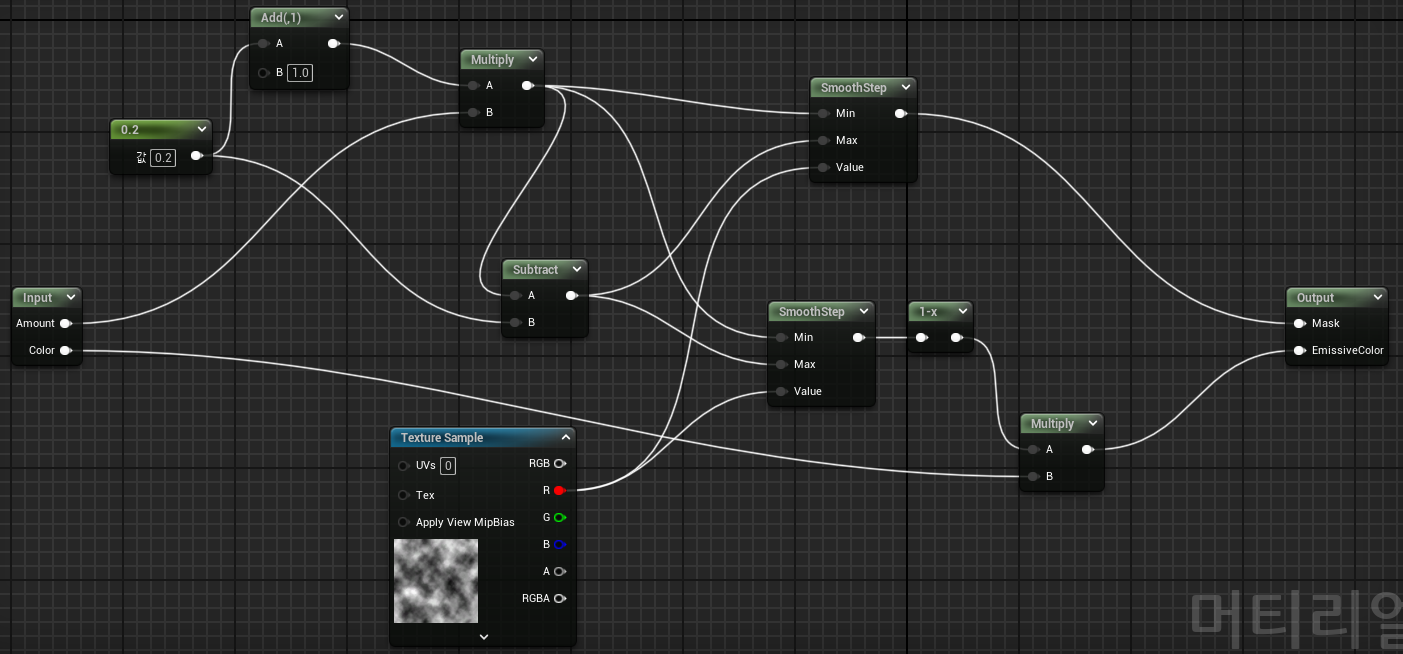 Add(,1)
A
B 1.0
Multiply
A
B
SmoothStep
Min
Max
Value
0.2
값 0.2
Subtract
A
B
Input
Amount
Color
SmoothStep
Min
Max
Value
1-x
Output
Mask
EmissiveColor
Multiply
A
B
Texture Sample
UVs 0
RGB
R
Tex
G
Apply View MipBias
B
A
RGBA
머티리얼